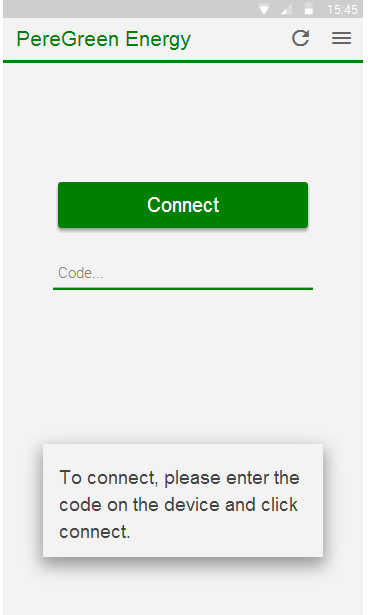 15:45
PereGreen Energy
Connect
Code...
To connect, please enter the
code on the device and click
connect.